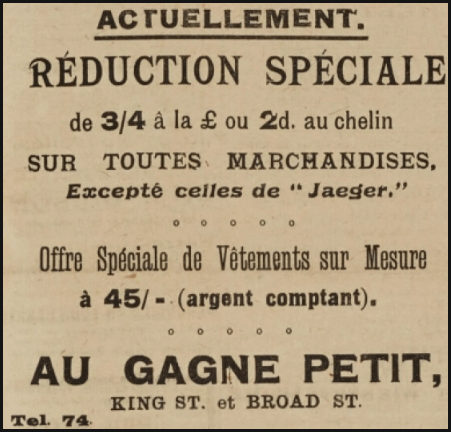 ACTUELLEMENT.
RÉDUCTION SPÉCIALE
de 3/4 à la £ ou 2d. au chelin
SUR TOUTES MARCHANDISES.
Excepté celles de “Jaeger.”
Offre Spéciale de Vêtements sur Mesure
à 45/- (argent comptant).
AU GAGNE PETIT,
KING ST. et BROAD ST.
Tel. 74